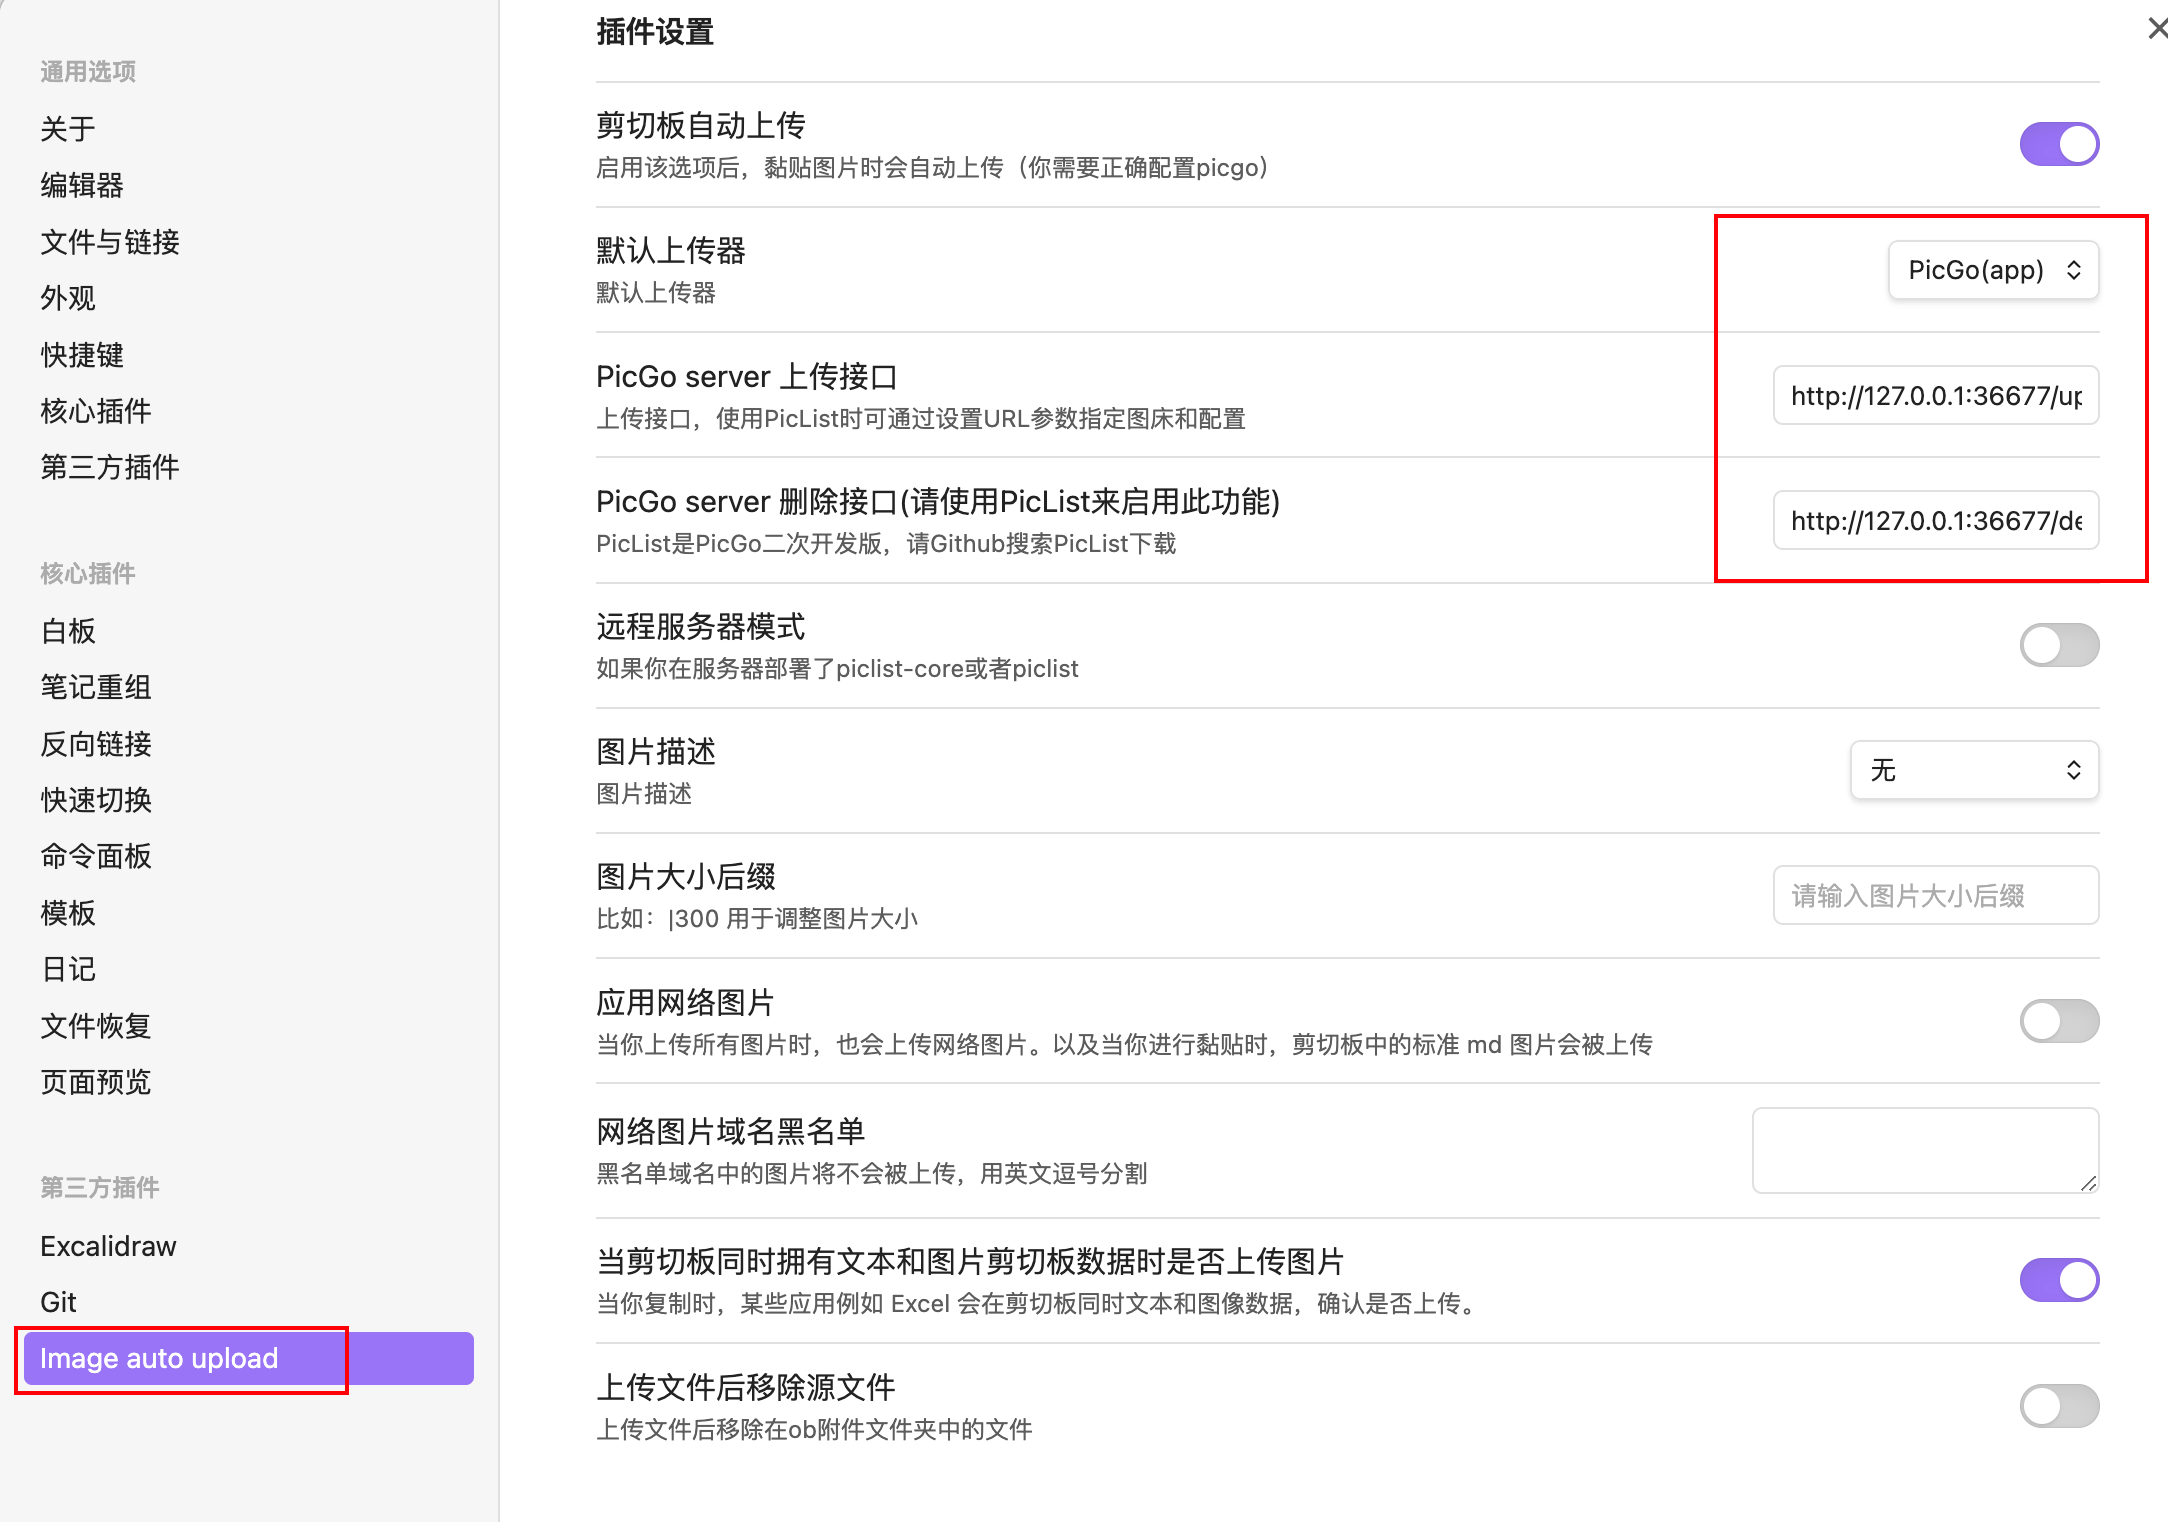 通用选项
关于
编辑器
文件与链接
外观
快捷键
核心插件
第三方插件
核心插件
白板
笔记重组
反向链接
快速切换
命令面板
模板
日记
文件恢复
页面预览
第三方插件
Excalidraw
Git
Image auto upload
插件设置
剪切板自动上传
启用该选项后，黏贴图片时会自动上传（你需要正确配置picgo）
默认上传器
默认上传器
PicGo(app)
PicGo server 上传接口
上传接口，使用PicList时可通过设置URL参数指定图床和配置
http://127.0.0.1:36677/up
PicGo server 删除接口(请使用PicList来启用此功能)
PicList是PicGo二次开发版，请Github搜索PicList下载
http://127.0.0.1:36677/de
远程服务器模式
如果你在服务器部署了piclist-core或者piclist
图片描述
图片描述
无
图片大小后缀
比如：|300 用于调整图片大小
请输入图片大小后缀
应用网络图片
当你上传所有图片时，也会上传网络图片。以及当你进行黏贴时，剪切板中的标准 md 图片会被上传
网络图片域名黑名单
黑名单域名中的图片将不会被上传，用英文逗号分割
当剪切板同时拥有文本和图片剪切板数据时是否上传图片
当你复制时，某些应用例如 Excel 会在剪切板同时文本和图像数据，确认是否上传。
上传文件后移除源文件
上传文件后移除在ob附件文件夹中的文件